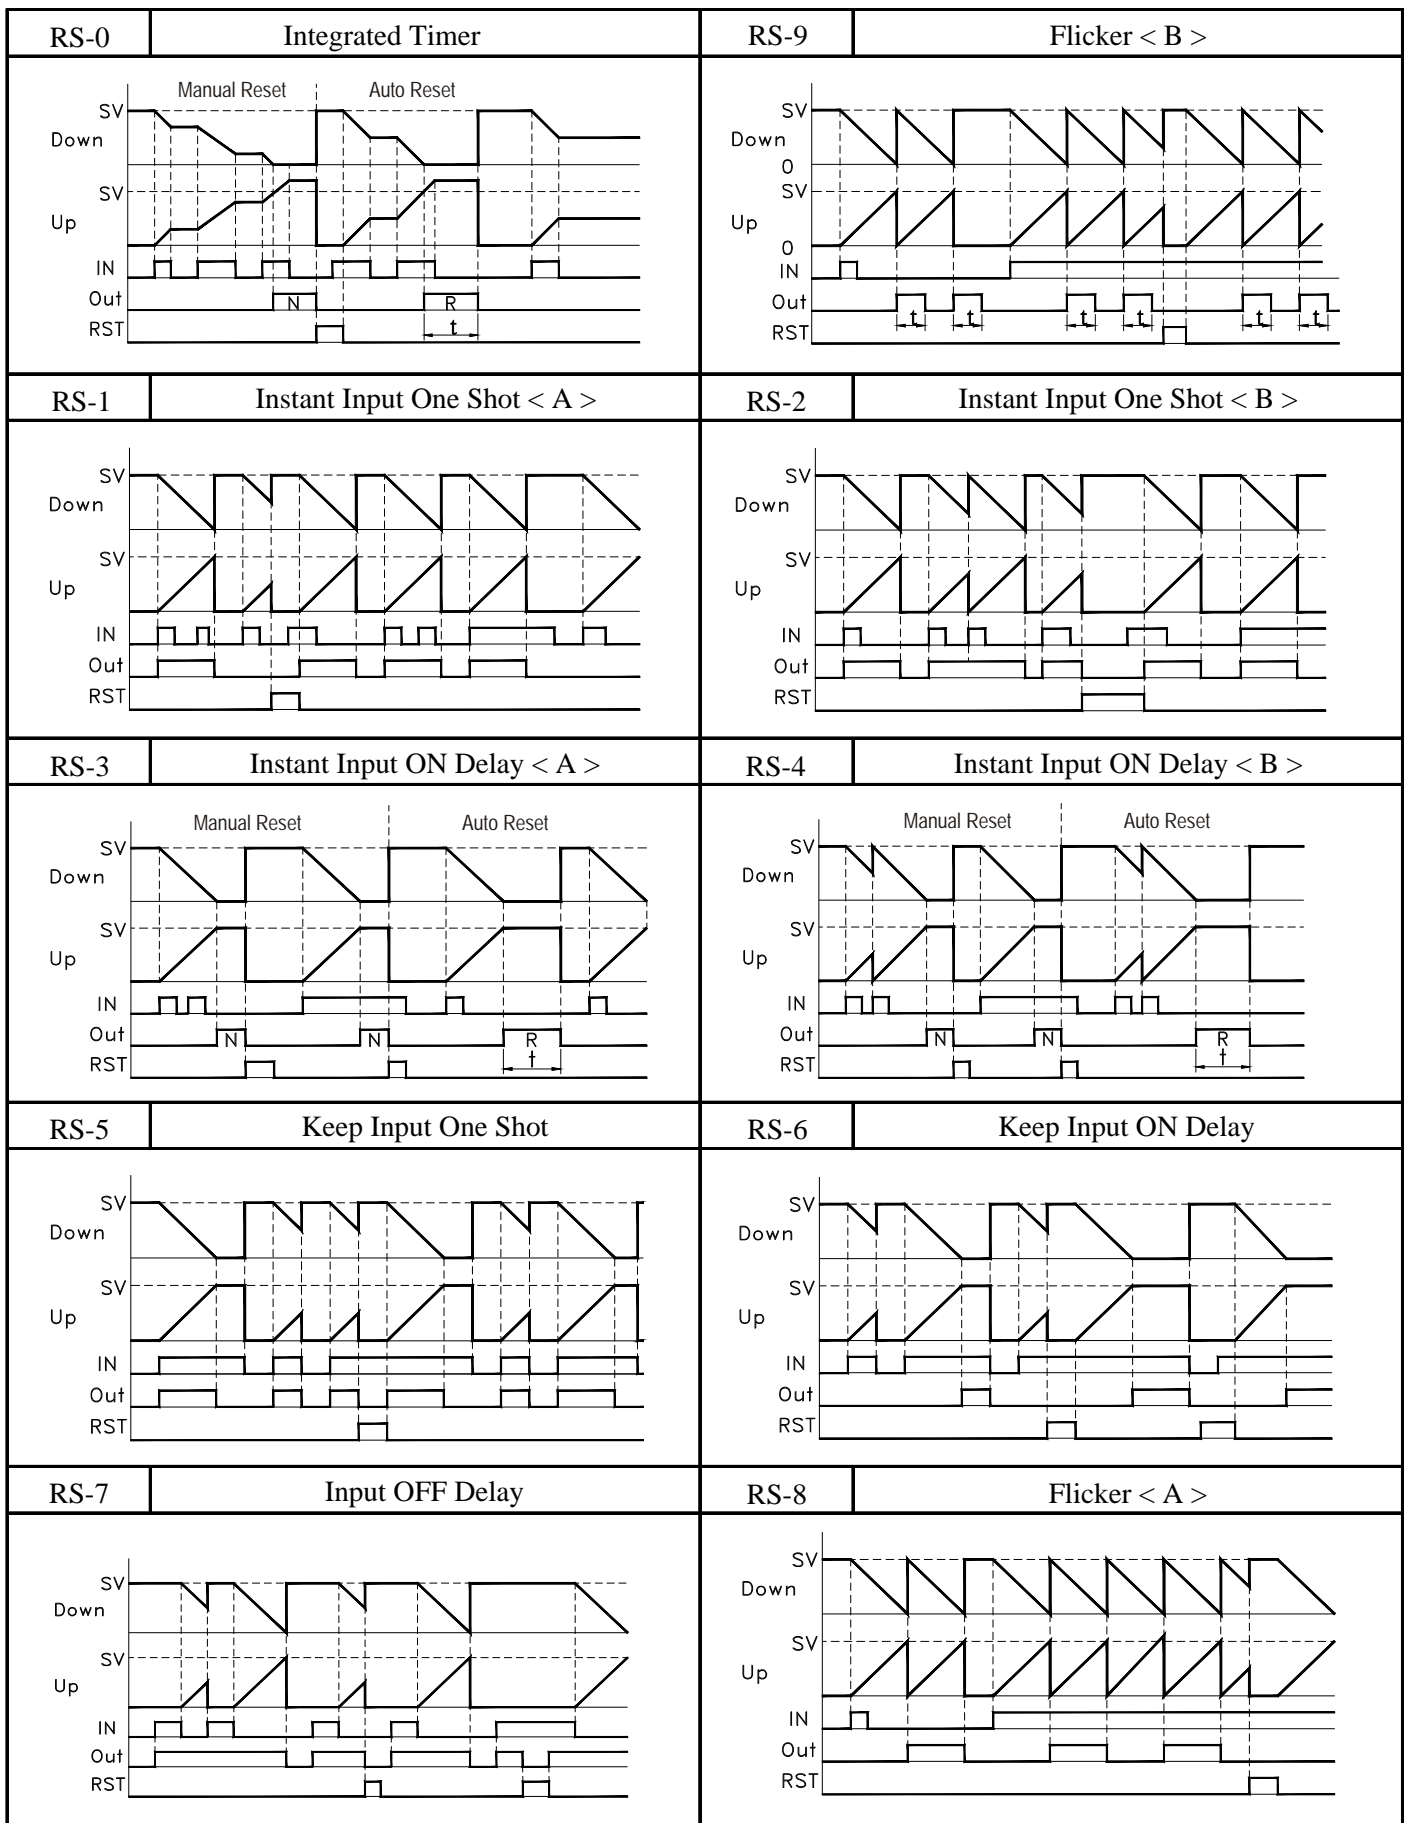 RS-0 Integrated Timer
Manual Reset Auto Reset
SV
Down
SV
Up
IN
Out N R
RST t
RS-9 Flicker < B >
SV
Down
0
SV
Up
0
IN
Out
t t t t t t
RST
RS-1 Instant Input One Shot < A >
SV
Down
SV
Up
IN
Out
RST
RS-2 Instant Input One Shot < B >
SV
Down
SV
Up
IN
Out
RST
RS-3 Instant Input ON Delay < A >
Manual Reset Auto Reset
SV
Down
SV
Up
IN
Out N N R
RST t
RS-4 Instant Input ON Delay < B >
Manual Reset Auto Reset
SV
Down
SV
Up
IN
Out N N R
RST t
RS-5 Keep Input One Shot
SV
Down
SV
Up
IN
Out
RST
RS-6 Keep Input ON Delay
SV
Down
SV
Up
IN
Out
RST
RS-7 Input OFF Delay
SV
Down
SV
Up
IN
Out
RST
RS-8 Flicker < A >
SV
Down
SV
Up
IN
Out
RST